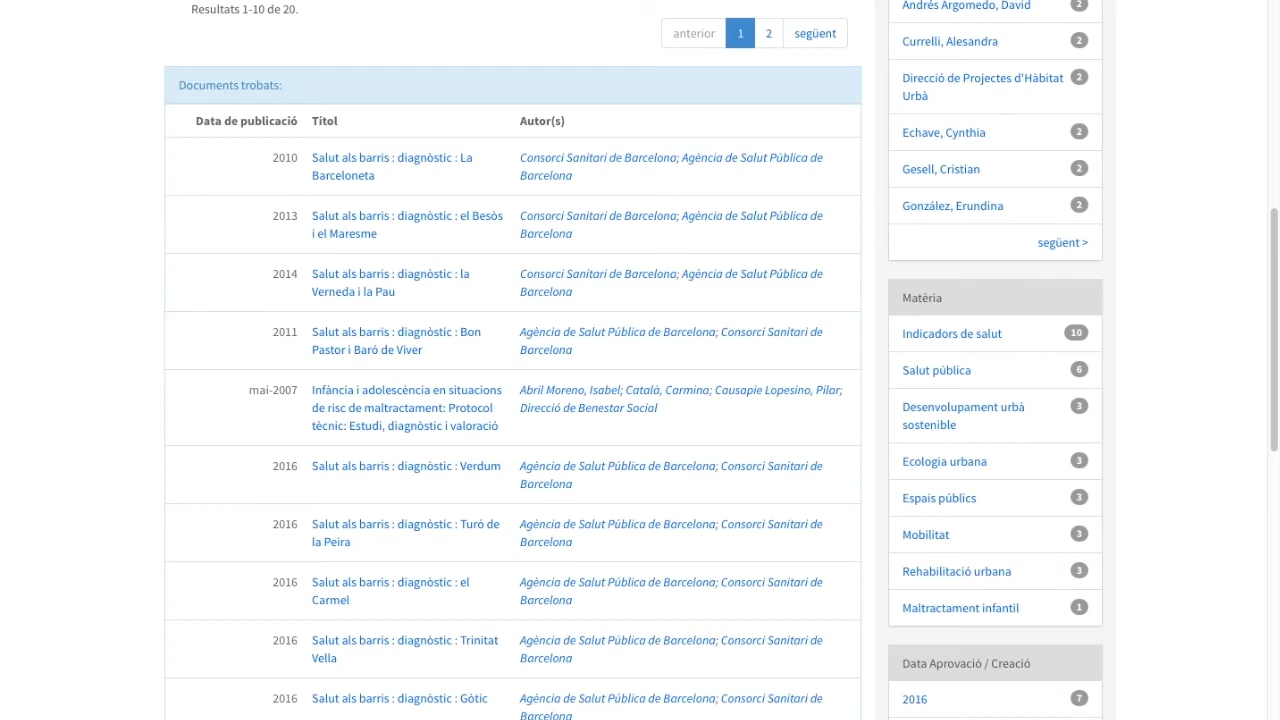 Resultats 1-10 de 20.
anterior 1 2 següent
Documents trobats:
Data de publicació Títol Autor(s)
2010 Salut als barris : diagnòstic : La Consorci Sanitari de Barcelona; Agència de Salut Pública de
Barceloneta Barcelona
2013 Salut als barris : diagnòstic : el Besòs Consorci Sanitari de Barcelona; Agència de Salut Pública de
i el Maresme Barcelona
2014 Salut als barris : diagnòstic : la Consorci Sanitari de Barcelona; Agència de Salut Pública de
Verneda i la Pau Barcelona
2011 Salut als barris : diagnòstic : Bon Agència de Salut Pública de Barcelona; Consorci Sanitari de
Pastor i Baró de Viver Barcelona
mai-2007 Infància i adolescència en situacions Abril Moreno, Isabel; Català, Carmina; Causapie Lopesino, Pilar;
de risc de maltractament: Protocol Direcció de Benestar Social
tècnic: Estudi, diagnòstic i valoració
2016 Salut als barris : diagnòstic : Verdum Agència de Salut Pública de Barcelona; Consorci Sanitari de
Barcelona
2016 Salut als barris : diagnòstic : Turó de Agència de Salut Pública de Barcelona; Consorci Sanitari de
la Peira Barcelona
2016 Salut als barris : diagnòstic : el Agència de Salut Pública de Barcelona; Consorci Sanitari de
Carmel Barcelona
2016 Salut als barris : diagnòstic : Trinitat Agència de Salut Pública de Barcelona; Consorci Sanitari de
Vella Barcelona
2016 Salut als barris : diagnòstic : Gòtic Agència de Salut Pública de Barcelona; Consorci Sanitari de
Barcelona
Andrés Argomedo, David 2
Currelli, Alesandra 2
Direcció de Projectes d'Hàbitat 2
Urbà
Echave, Cynthia 2
Gesell, Cristian 2
González, Erundina 2
següent >
Matèria
Indicadors de salut 10
Salut pública 6
Desenvolupament urbà 3
sostenible
Ecologia urbana 3
Espais públics 3
Mobilitat 3
Rehabilitació urbana 3
Maltractament infantil 1
Data Aprovació / Creació
2016 7